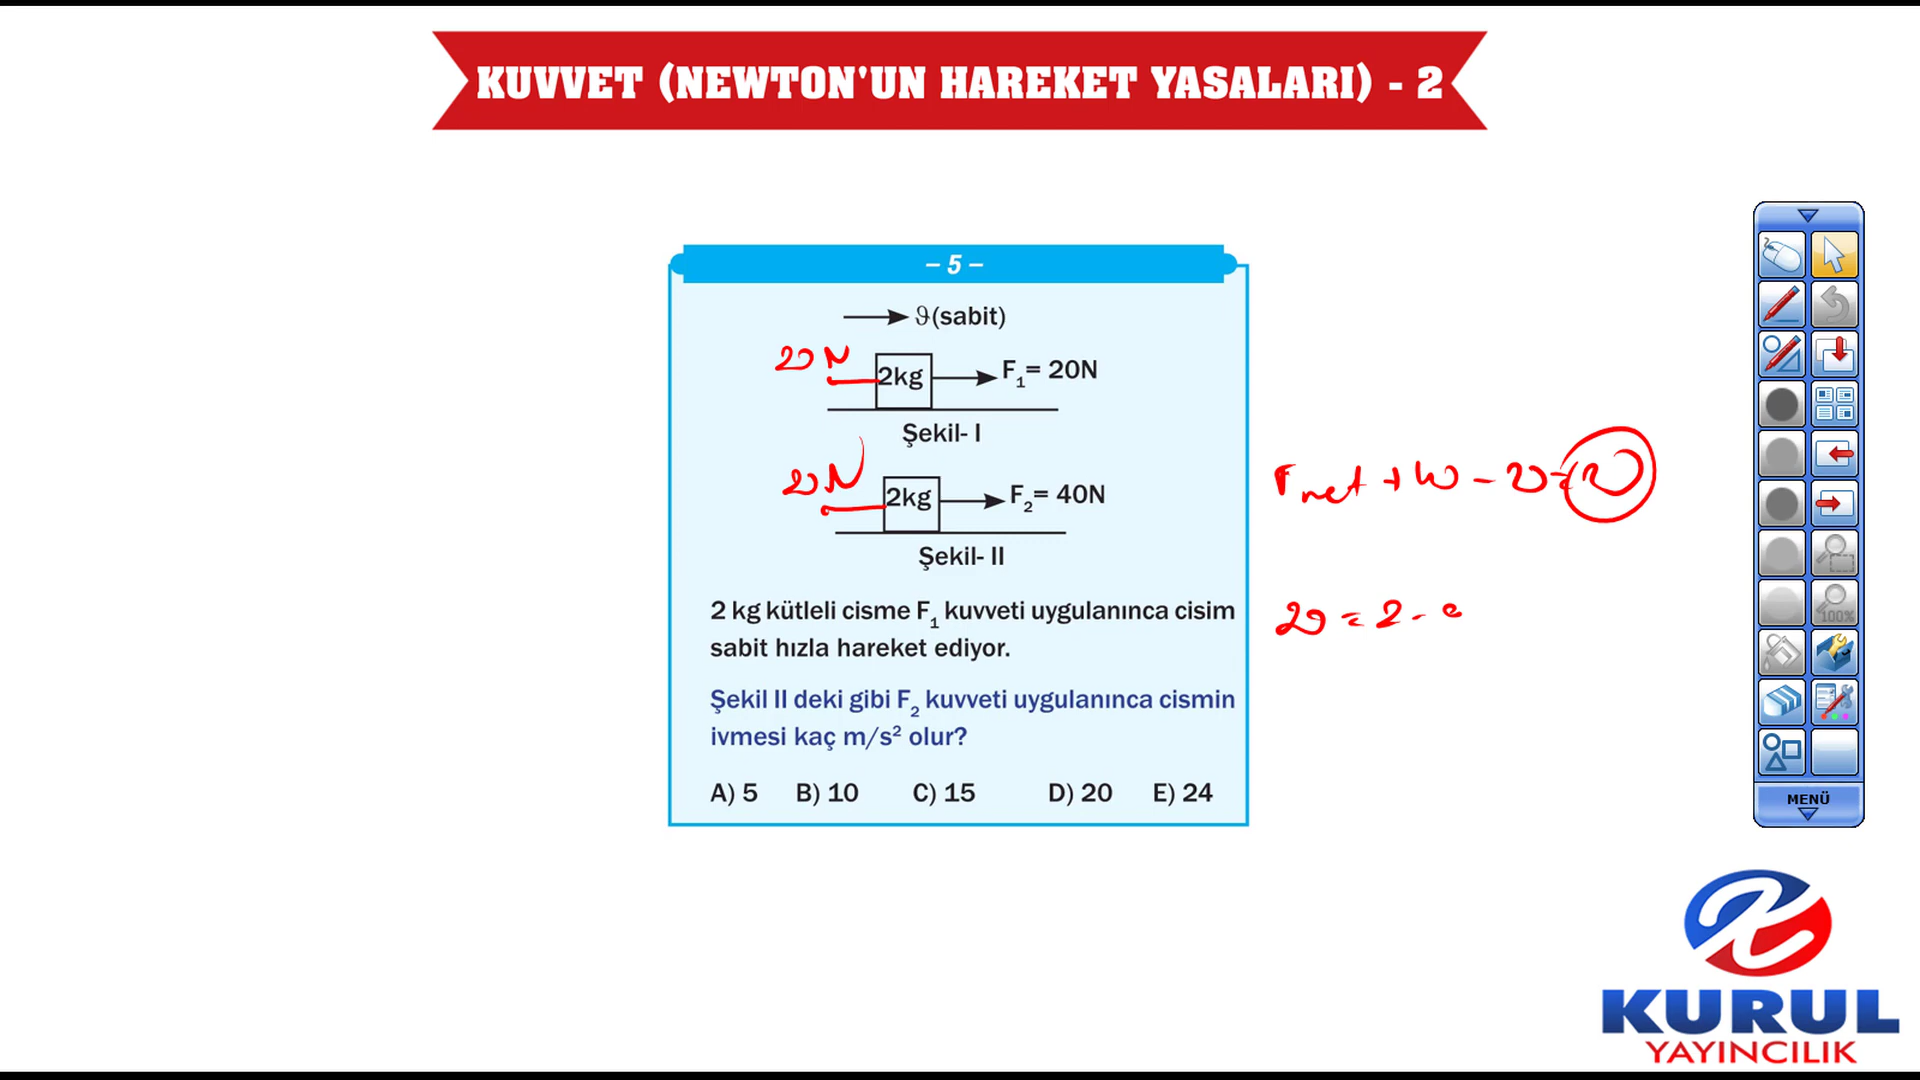 KUVVET (NEWTON'UN HAREKET YASALARI) - 2
– 5 –
ϑ(sabit)
20 N
2kg
F₁= 20N
Şekil- I
20 N
2kg
F₂= 40N
Şekil- II
2 kg kütleli cisme F₁ kuvveti uygulanınca cisim
sabit hızla hareket ediyor.
Şekil II deki gibi F₂ kuvveti uygulanınca cismin
ivmesi kaç m/s² olur?
A) 5 B) 10 C) 15 D) 20 E) 24
Fnet
20 = 2 .
100%
MENÜ
KURUL
YAYINCILIK